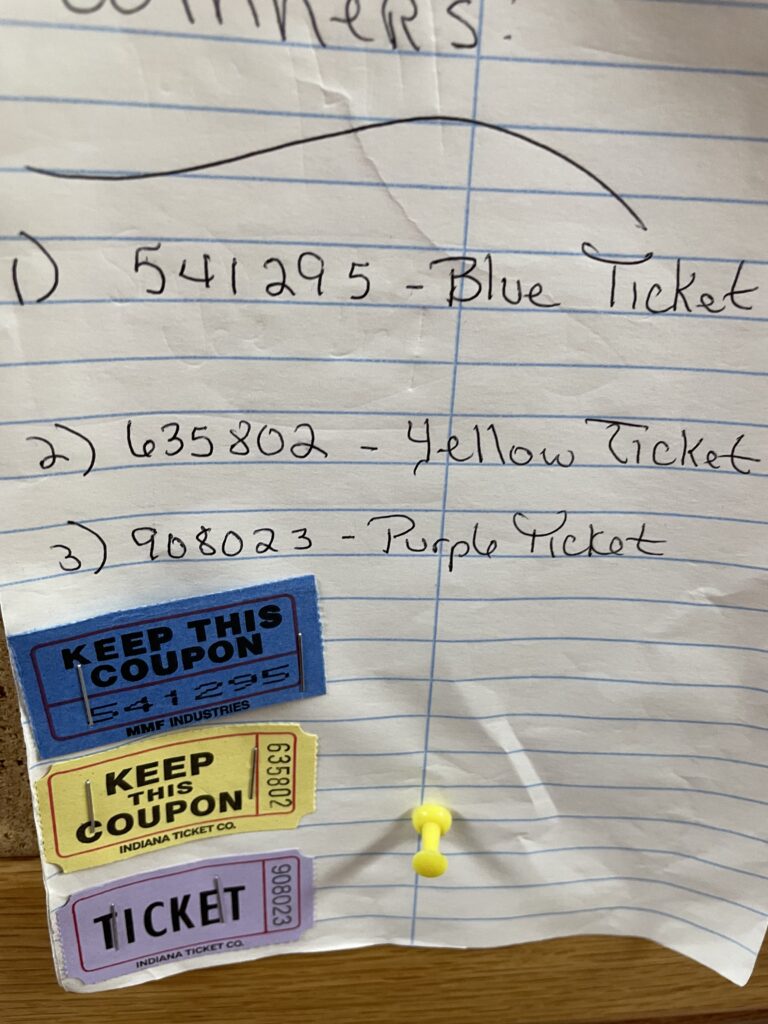 Winners:
1) 541295 - Blue Ticket
2) 635802 - Yellow Ticket
3) 908023 - Purple Ticket
KEEP THIS
COUPON
541295
MMF INDUSTRIES
KEEP
THIS
COUPON
635802
INDIANA TICKET CO.
TICKET
908023
INDIANA TICKET CO.